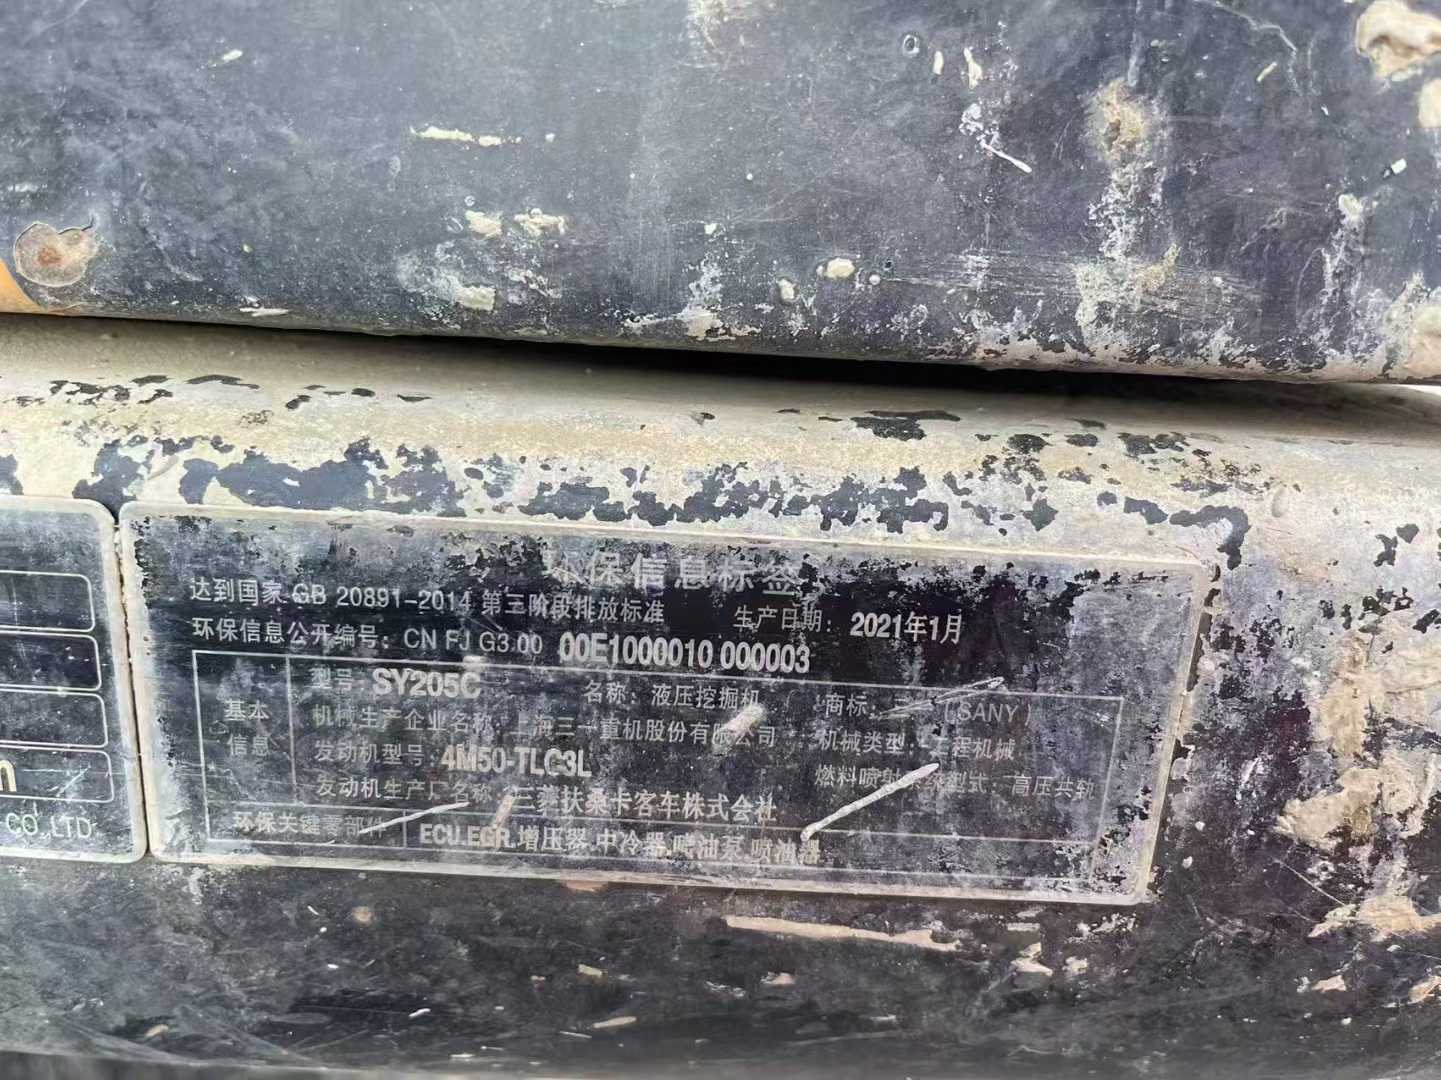 环保信息标签
达到国家 GB 20891-2014 第三阶段排放标准 生产日期: 2021年1月
环保信息公开编号: CN FJ G3 00 00E1000010 000003
基本信息
型号: SY205C 名称: 液压挖掘机 商标: 三一 (SANY)
机械生产企业名称: 上海三一重机股份有限公司 机械类型: 工程机械
发动机型号: 4M50-TLC3L 燃料喷射系统型式: 高压共轨
发动机生产厂名称: 三菱扶桑卡客车株式会社
环保关键零部件 ECU.EGR.增压器.中冷器.喷油泵.喷油器
CO.,LTD